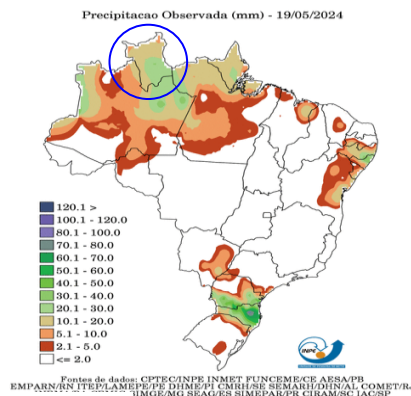 Precipitacao Observada (mm) - 19/05/2024
120.1 >
100.1 - 120.0
80.1 - 100.0
70.1 - 80.0
60.1 - 70.0
50.1 - 60.0
40.1 - 50.0
30.1 - 40.0
20.1 - 30.0
10.1 - 20.0
5.1 - 10.0
2.1 - 5.0
<= 2.0
INPE
Fontes de dados: CPTEC/INPE INMET FUNCEME/CE AESA/PB
EMPARN/RN ITEP/LAMEPE/PE DHME/PI CMRH/SE SEMARH/DHN/AL COMET/R
/IMGE/MG SEAG/ES SIMEPAR/PR CIRAM/SC IAC/SP